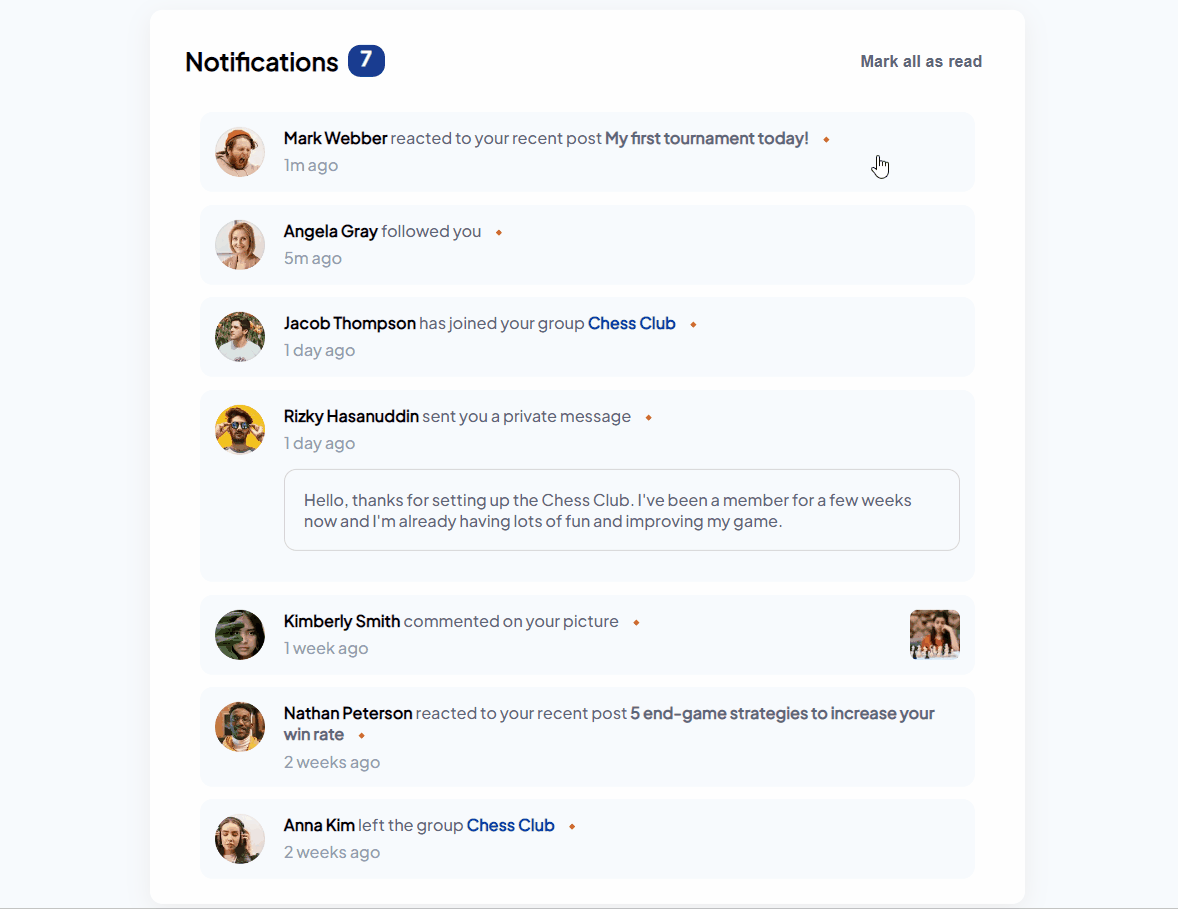 Notifications 7
Mark all as read
Mark Webber reacted to your recent post My first tournament today!
1m ago
Angela Gray followed you
5m ago
Jacob Thompson has joined your group Chess Club
1 day ago
Rizky Hasanuddin sent you a private message
1 day ago
Hello, thanks for setting up the Chess Club. I've been a member for a few weeks
now and I'm already having lots of fun and improving my game.
Kimberly Smith commented on your picture
1 week ago
Nathan Peterson reacted to your recent post 5 end-game strategies to increase your
win rate
2 weeks ago
Anna Kim left the group Chess Club
2 weeks ago